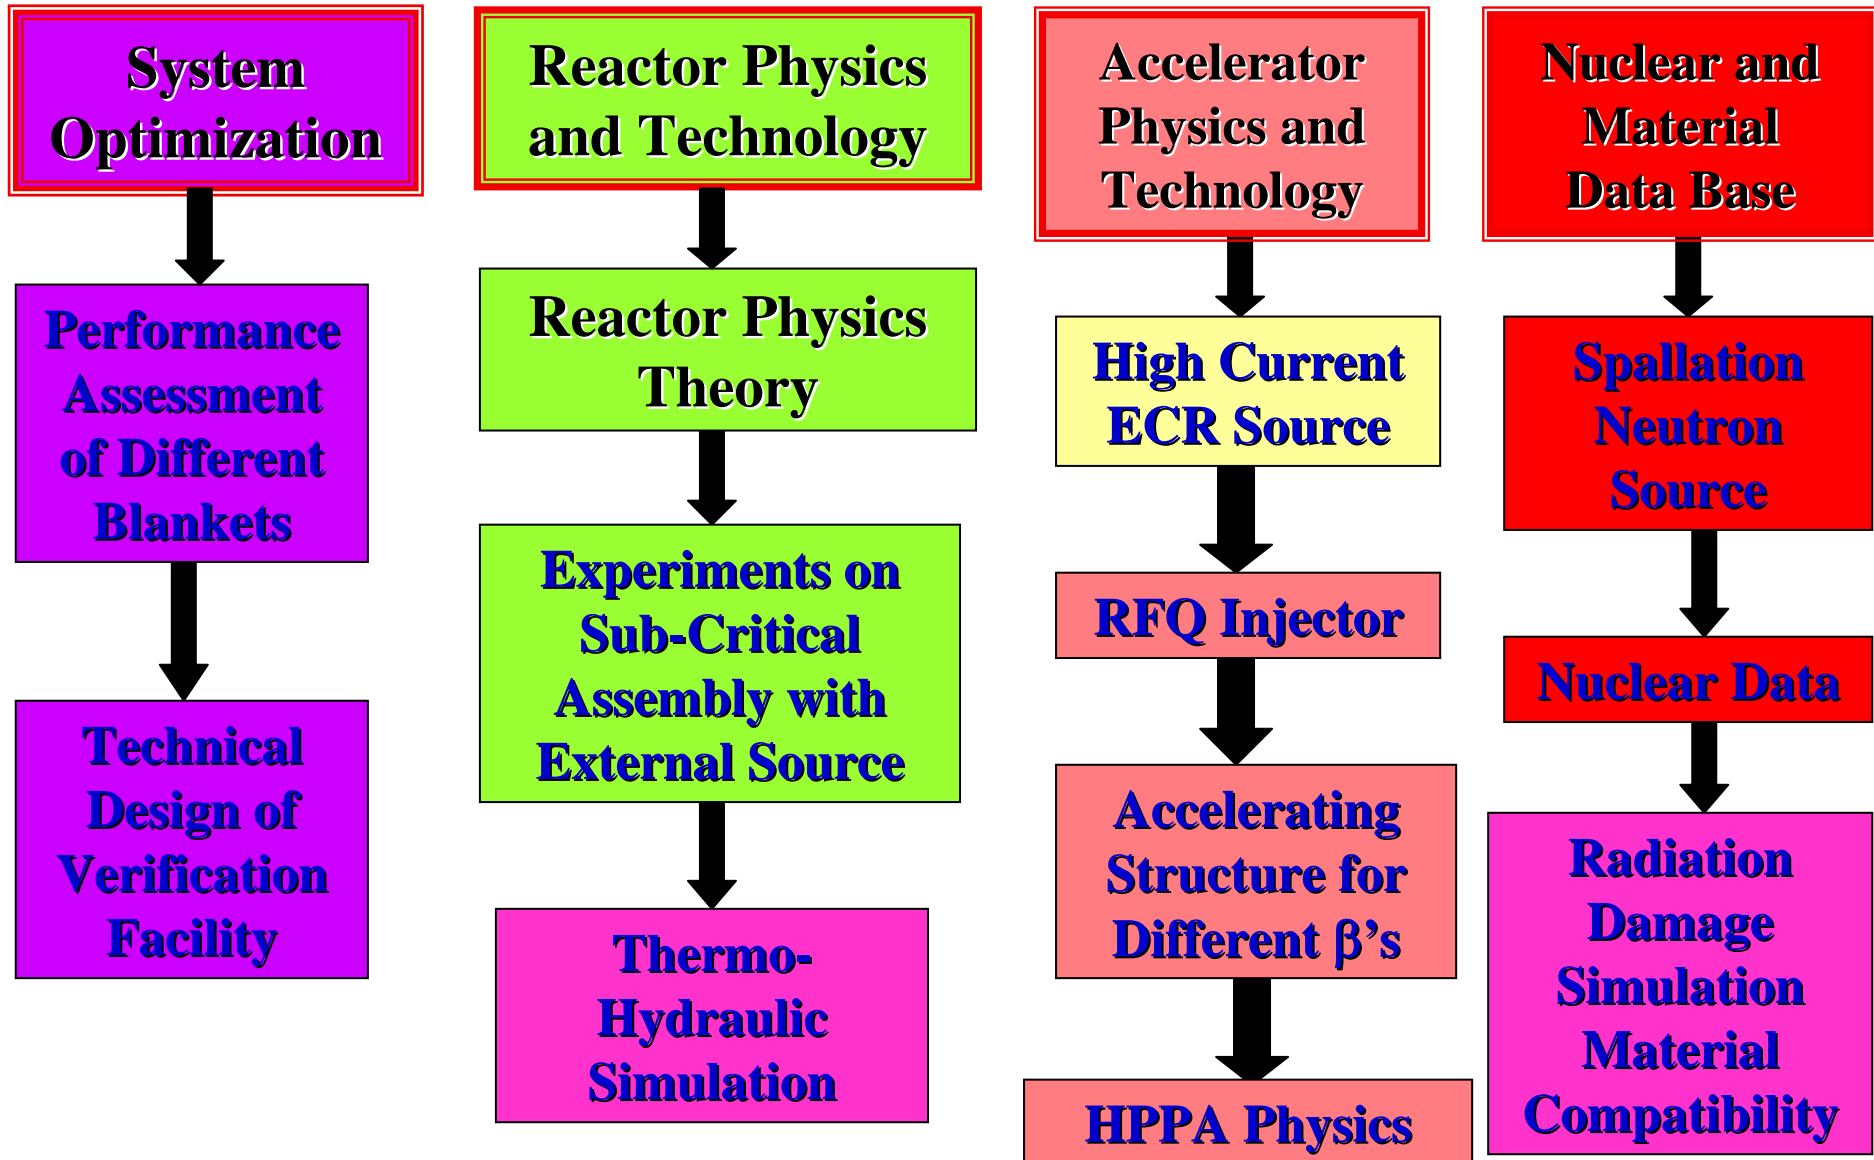 System
Optimization
Performance
Assessment
of Different
Blankets
Technical
Design of
Verification
Facility
Reactor Physics
and Technology
Reactor Physics
Theory
Experiments on
Sub-Critical
Assembly with
External Source
Thermo-
Hydraulic
Simulation
Accelerator
Physics and
Technology
High Current
ECR Source
RFQ Injector
Accelerating
Structure for
Different β’s
HPPA Physics
Nuclear and
Material
Data Base
Spallation
Neutron
Source
Nuclear Data
Radiation
Damage
Simulation
Material
Compatibility